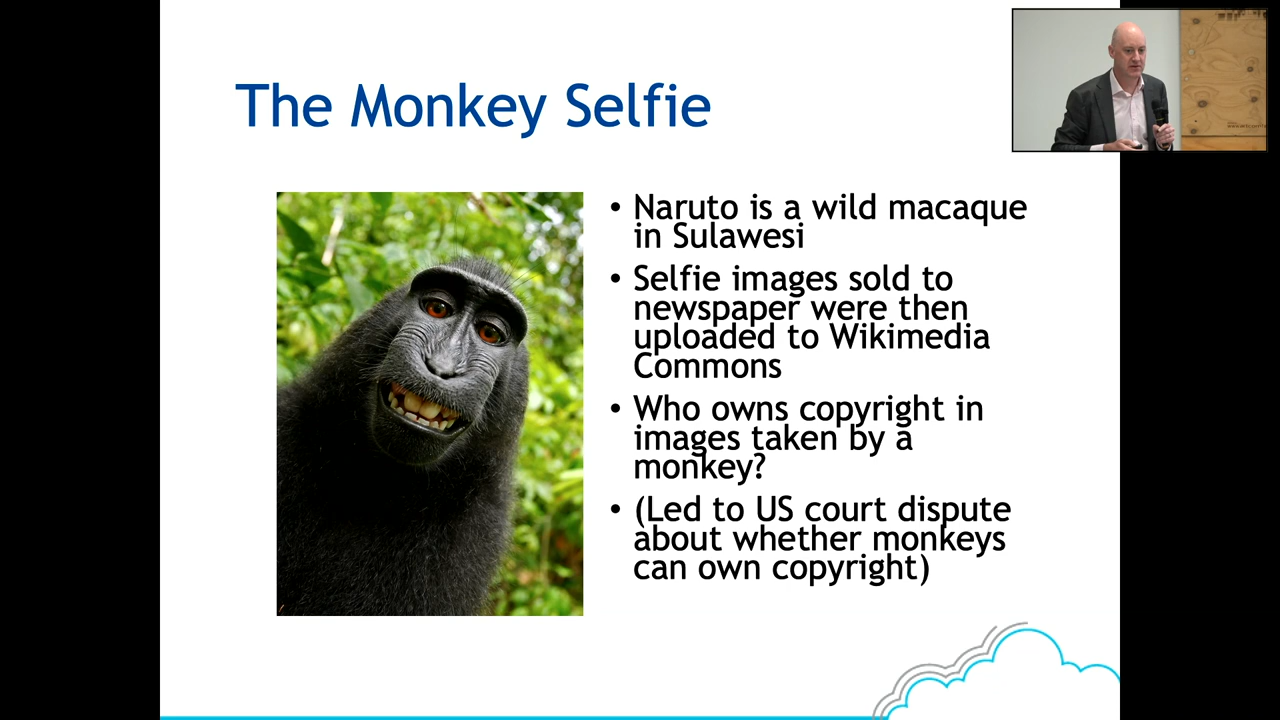 The Monkey Selfie
• Naruto is a wild macaque
in Sulawesi
• Selfie images sold to
newspaper were then
uploaded to Wikimedia
Commons
• Who owns copyright in
images taken by a
monkey?
• (Led to US court dispute
about whether monkeys
can own copyright)